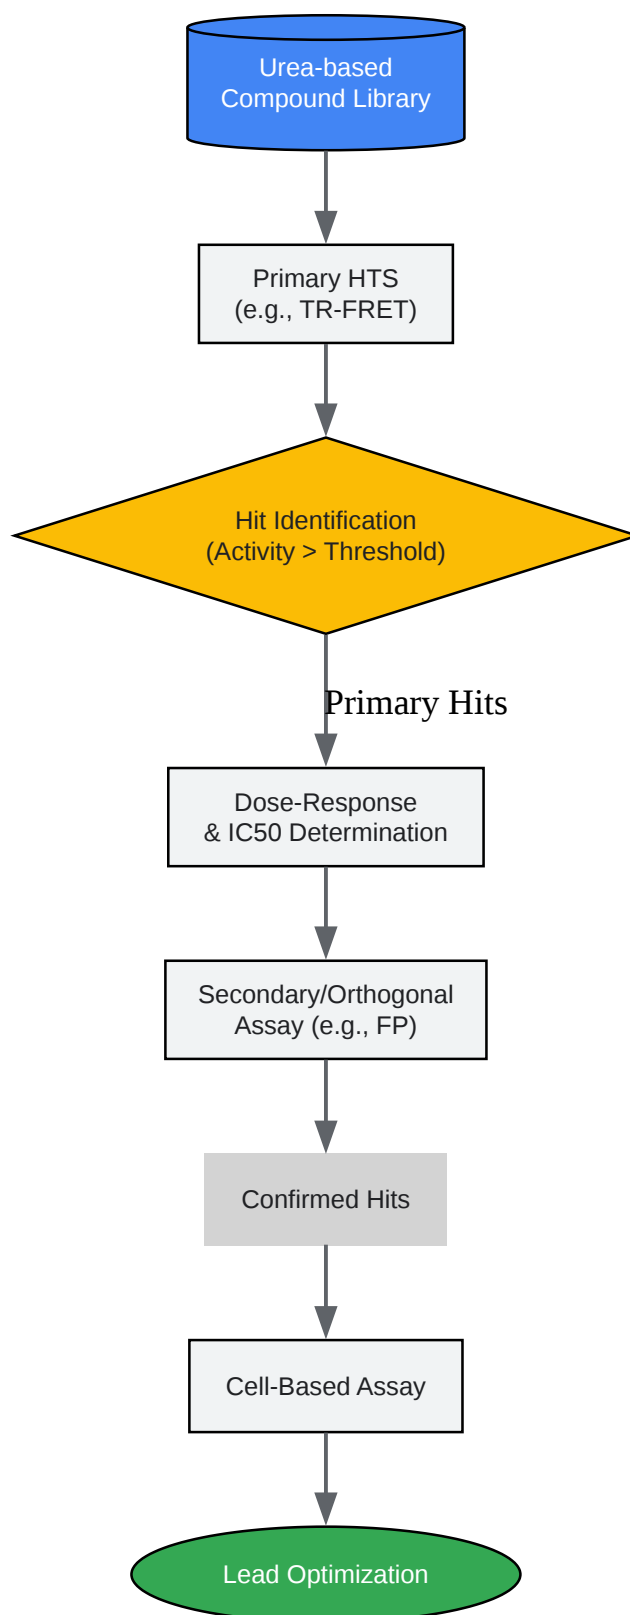 Urea-based
Compound Library
Primary HTS
(e.g., TR-FRET)
Hit Identification
(Activity > Threshold)
Primary Hits
Dose-Response
& IC50 Determination
Secondary/Orthogonal
Assay (e.g., FP)
Confirmed Hits
Cell-Based Assay
Lead Optimization